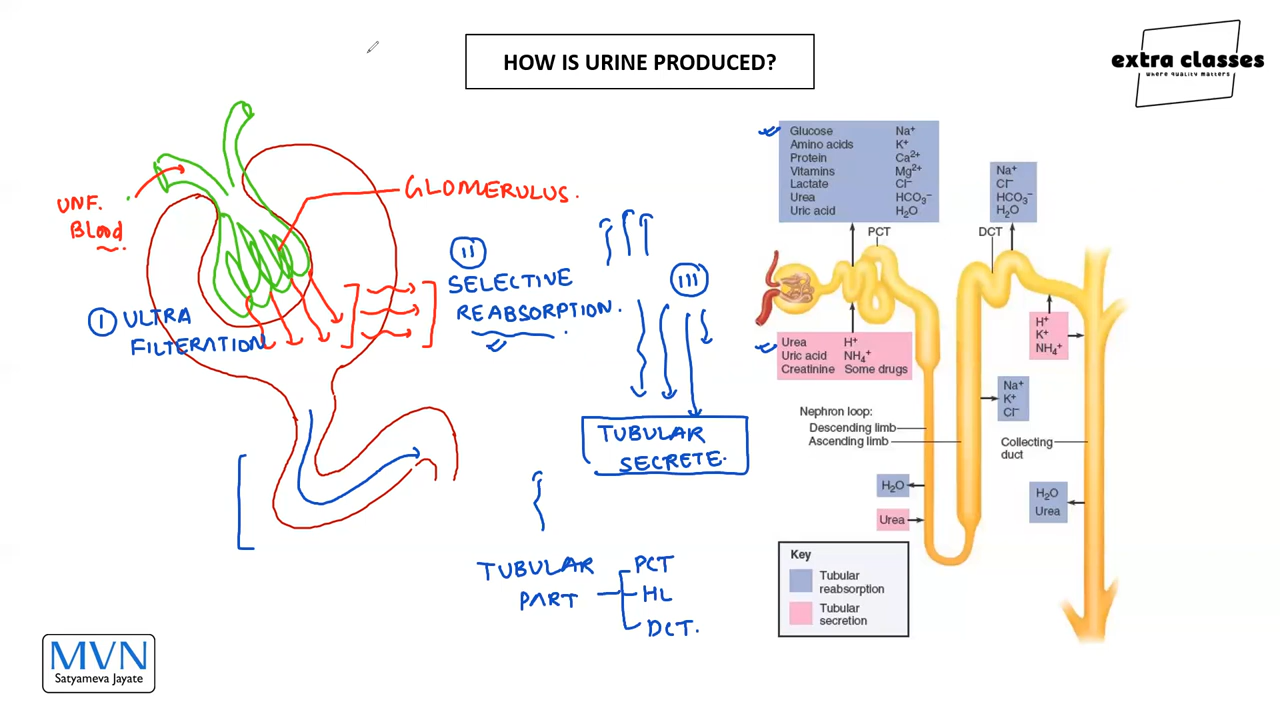 HOW IS URINE PRODUCED?
extra classes
where quality matters
UNF.
Blood
GLOMERULUS.
I ULTRA
FILTERATION
II
SELECTIVE
REABSORPTION.
III
TUBULAR
SECRETE.
TUBULAR
PART
PCT
HL
DCT.
Glucose Na⁺
Amino acids K⁺
Protein Ca²⁺
Vitamins Mg²⁺
Lactate Cl⁻
Urea HCO₃⁻
Uric acid H₂O
Na⁺
Cl⁻
HCO₃⁻
H₂O
PCT
DCT
Urea H⁺
Uric acid NH₄⁺
Creatinine Some drugs
H⁺
K⁺
NH₄⁺
Na⁺
K⁺
Cl⁻
Nephron loop:
Descending limb
Ascending limb
Collecting
duct
H₂O
Urea
H₂O
Urea
Key
Tubular
reabsorption
Tubular
secretion
MVN
Satyameva Jayate